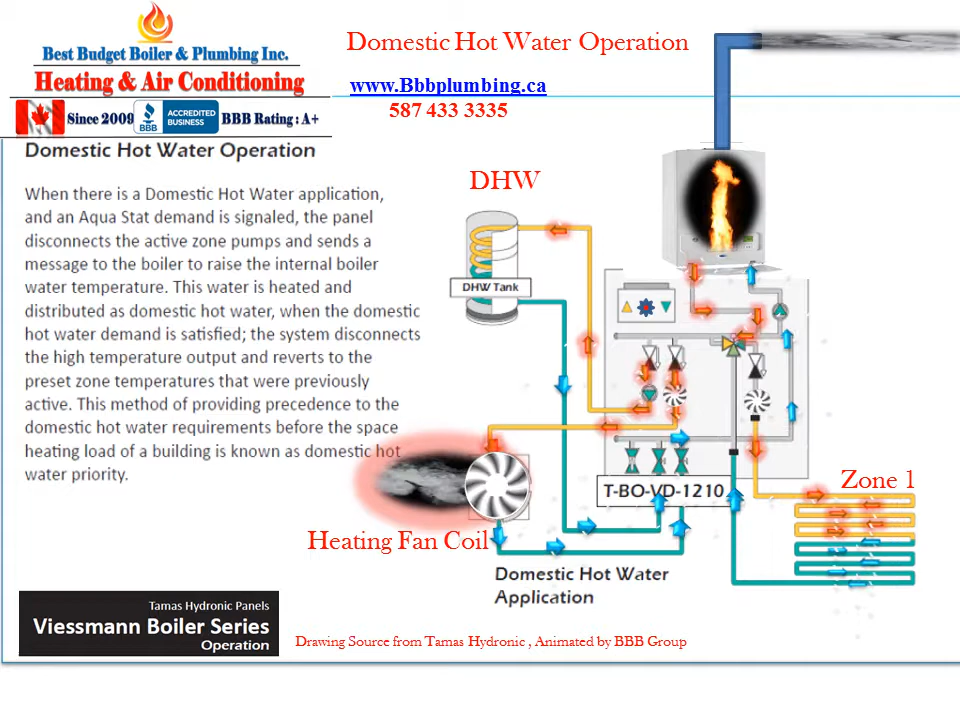 Best Budget Boiler & Plumbing Inc.
Heating & Air Conditioning
Since 2009
BBB
ACCREDITED
BUSINESS
BBB Rating : A+
Domestic Hot Water Operation
www.Bbbplumbing.ca
587 433 3335
Domestic Hot Water Operation
When there is a Domestic Hot Water application,
and an Aqua Stat demand is signaled, the panel
disconnects the active zone pumps and sends a
message to the boiler to raise the internal boiler
water temperature. This water is heated and
distributed as domestic hot water, when the domestic
hot water demand is satisfied; the system disconnects
the high temperature output and reverts to the
preset zone temperatures that were previously
active. This method of providing precedence to the
domestic hot water requirements before the space
heating load of a building is known as domestic hot
water priority.
DHW
DHW Tank
T-BO-VD-1210
Zone 1
Heating Fan Coil
Domestic Hot Water
Application
Tamas Hydronic Panels
Viessmann Boiler Series
Operation
Drawing Source from Tamas Hydronic , Animated by BBB Group